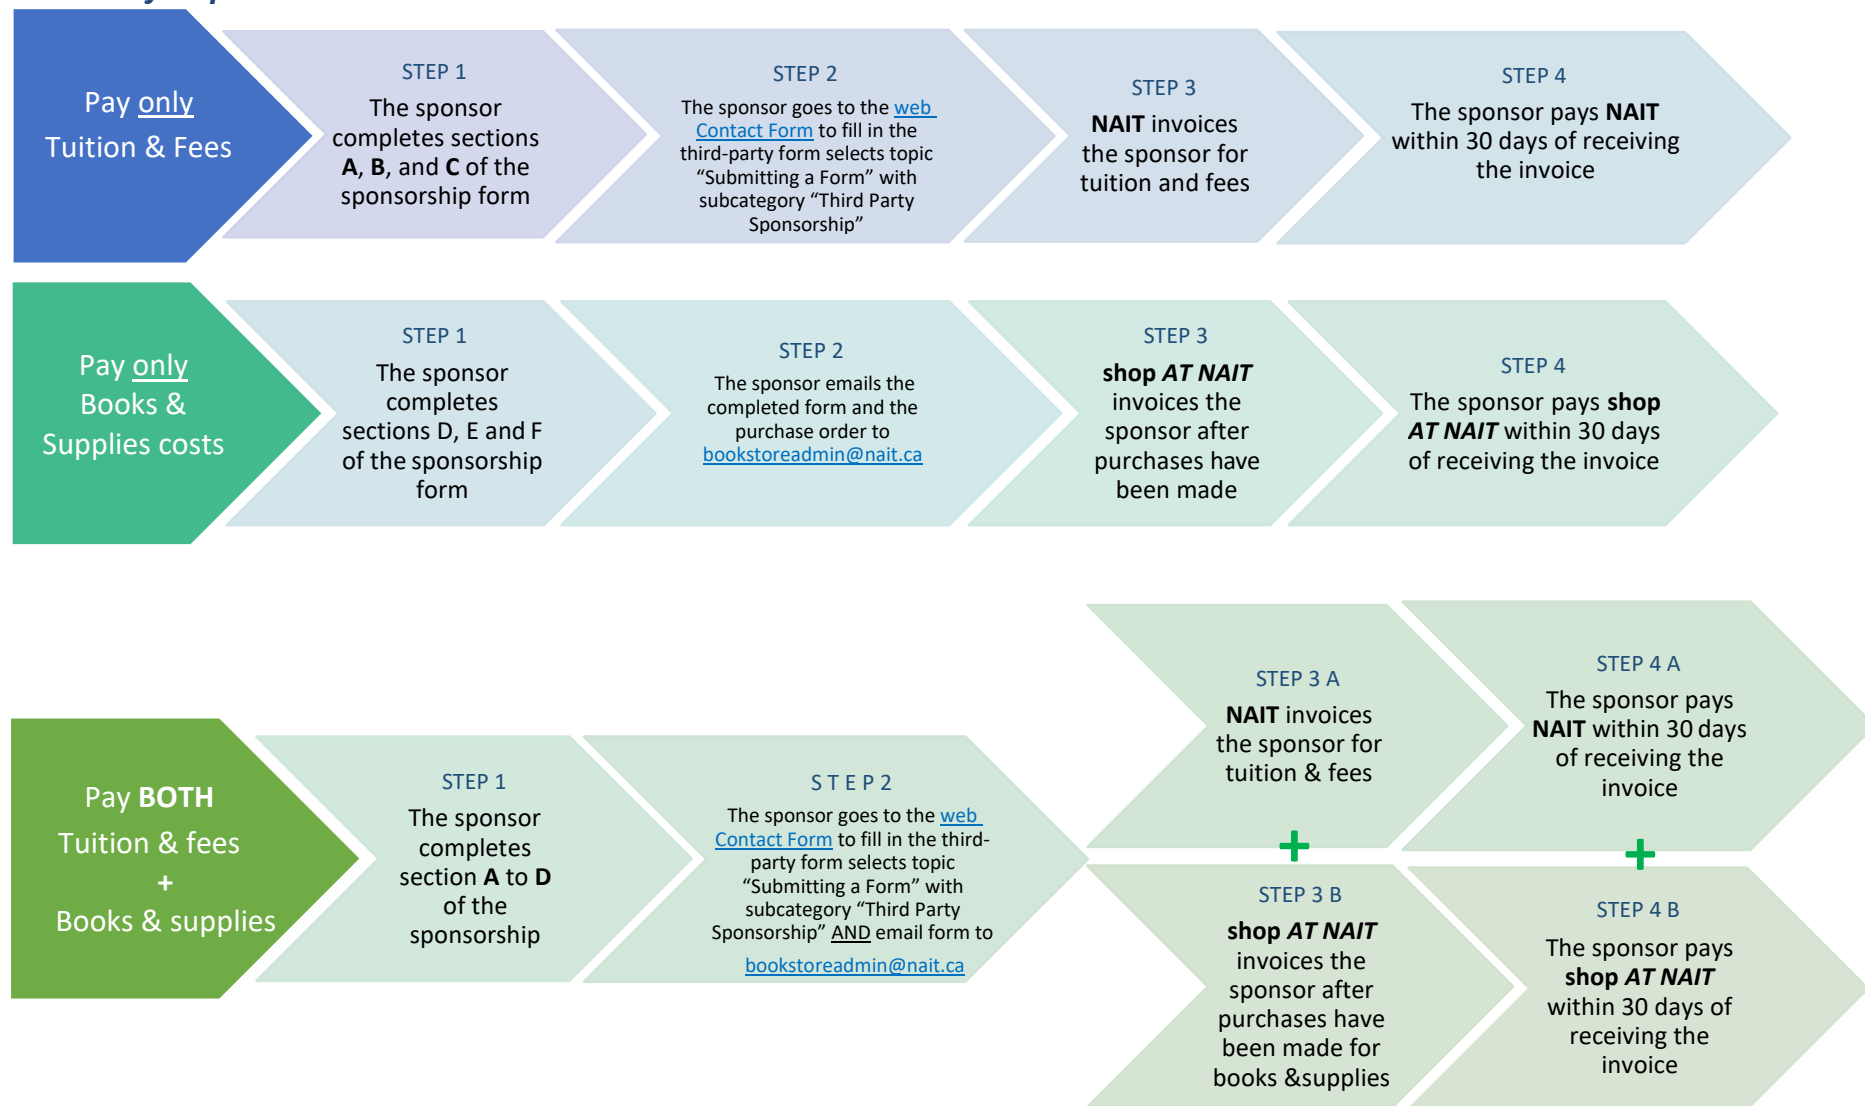 Pay only
Tuition & Fees
STEP 1
The sponsor
completes sections
A, B, and C of the
sponsorship form
STEP 2
The sponsor goes to the web
Contact Form to fill in the
third-party form selects topic
“Submitting a Form” with
subcategory “Third Party
Sponsorship”
STEP 3
NAIT invoices
the sponsor for
tuition and fees
STEP 4
The sponsor pays NAIT
within 30 days of receiving
the invoice
Pay only
Books &
Supplies costs
STEP 1
The sponsor
completes
sections D, E and F
of the sponsorship
form
STEP 2
The sponsor emails the
completed form and the
purchase order to
bookstoreadmin@nait.ca
STEP 3
shop AT NAIT
invoices the
sponsor after
purchases have
been made
STEP 4
The sponsor pays shop
AT NAIT within 30 days
of receiving the invoice
Pay BOTH
Tuition & fees
+
Books & supplies
STEP 1
The sponsor
completes
section A to D
of the
sponsorship
S T E P 2
The sponsor goes to the web
Contact Form to fill in the third-
party form selects topic
“Submitting a Form” with
subcategory “Third Party
Sponsorship” AND email form to
bookstoreadmin@nait.ca
STEP 3 A
NAIT invoices
the sponsor for
tuition & fees
+
STEP 3 B
shop AT NAIT
invoices the
sponsor after
purchases have
been made for
books &supplies
STEP 4 A
The sponsor pays
NAIT within 30 days
of receiving the
invoice
+
STEP 4 B
The sponsor pays
shop AT NAIT
within 30 days of
receiving the
invoice